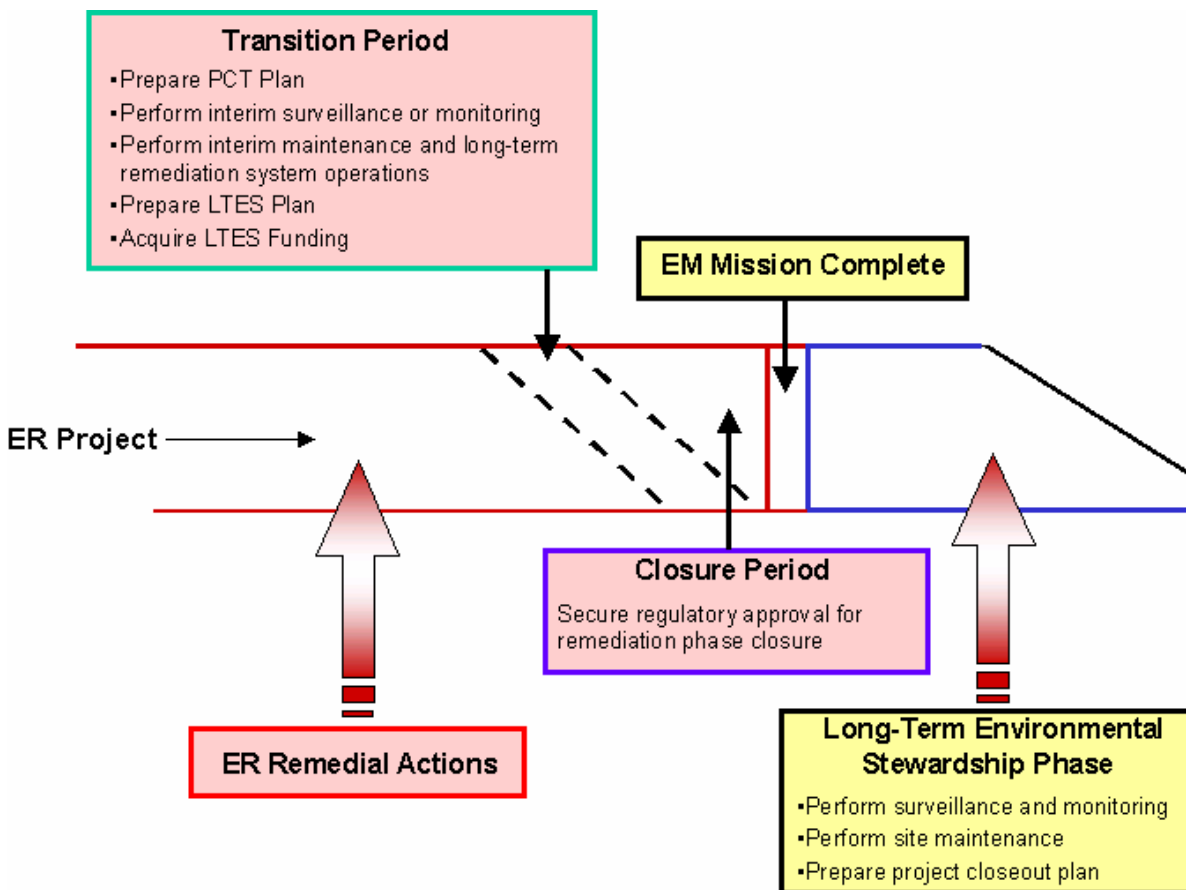 Transition Period
▪Prepare PCT Plan
▪Perform interim surveillance or monitoring
▪Perform interim maintenance and long-term
remediation system operations
▪Prepare LTES Plan
▪Acquire LTES Funding
EM Mission Complete
ER Project
Closure Period
Secure regulatory approval for
remediation phase closure
ER Remedial Actions
Long-Term Environmental
Stewardship Phase
▪Perform surveillance and monitoring
▪Perform site maintenance
▪Prepare project closeout plan